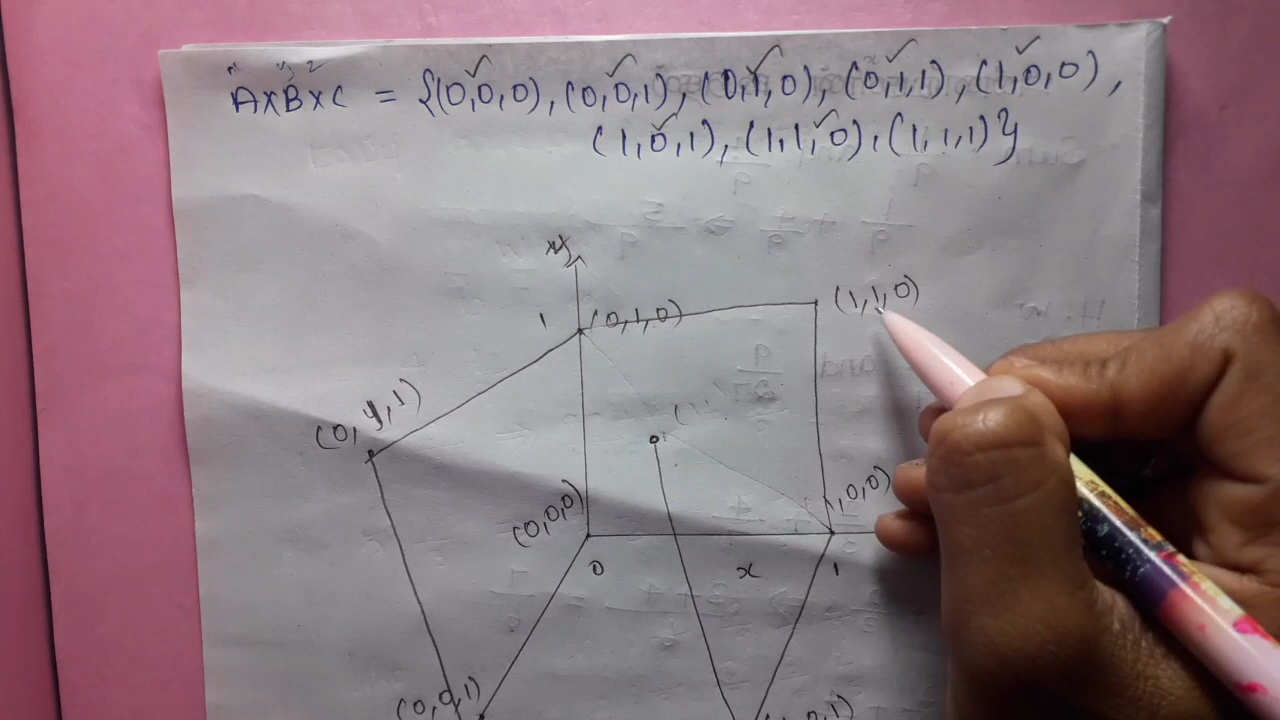 x y z
A×B×C = {(0,0,0), (0,0,1), (0,1,0), (0,1,1), (1,0,0),
(1,0,1), (1,1,0), (1,1,1)}
y
1 (0,1,0) (1,1,0)
(0,y,1)
(1,
(0,0,0) (1,0,0)
0 x 1
(0,0,1)